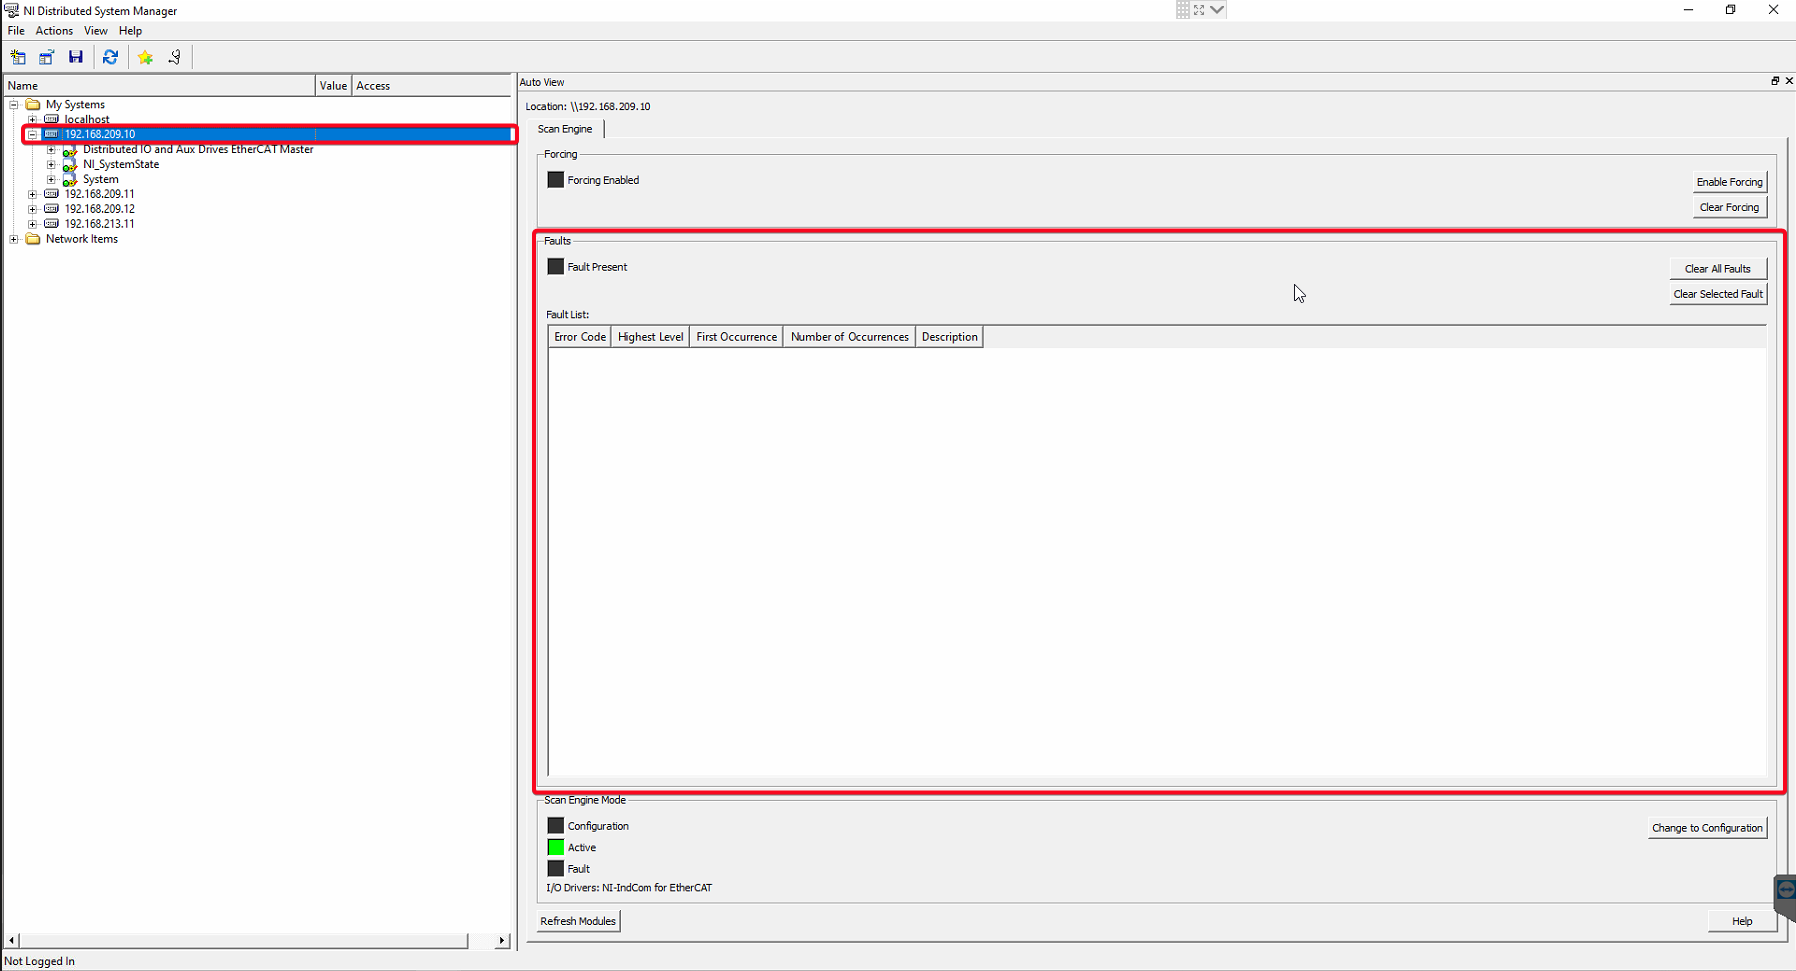 NI Distributed System Manager
File Actions View Help
Name Value Access
My Systems
localhost
192.168.209.10
Distributed IO and Aux Drives EtherCAT Master
NI_SystemState
System
192.168.209.11
192.168.209.12
192.168.213.11
Network Items
Auto View
Location: \\192.168.209.10
Scan Engine
Forcing
Forcing Enabled
Enable Forcing
Clear Forcing
Faults
Fault Present
Clear All Faults
Clear Selected Fault
Fault List:
Error Code Highest Level First Occurrence Number of Occurrences Description
Scan Engine Mode
Configuration
Change to Configuration
Active
Fault
I/O Drivers: NI-IndCom for EtherCAT
Refresh Modules
Help
Not Logged In